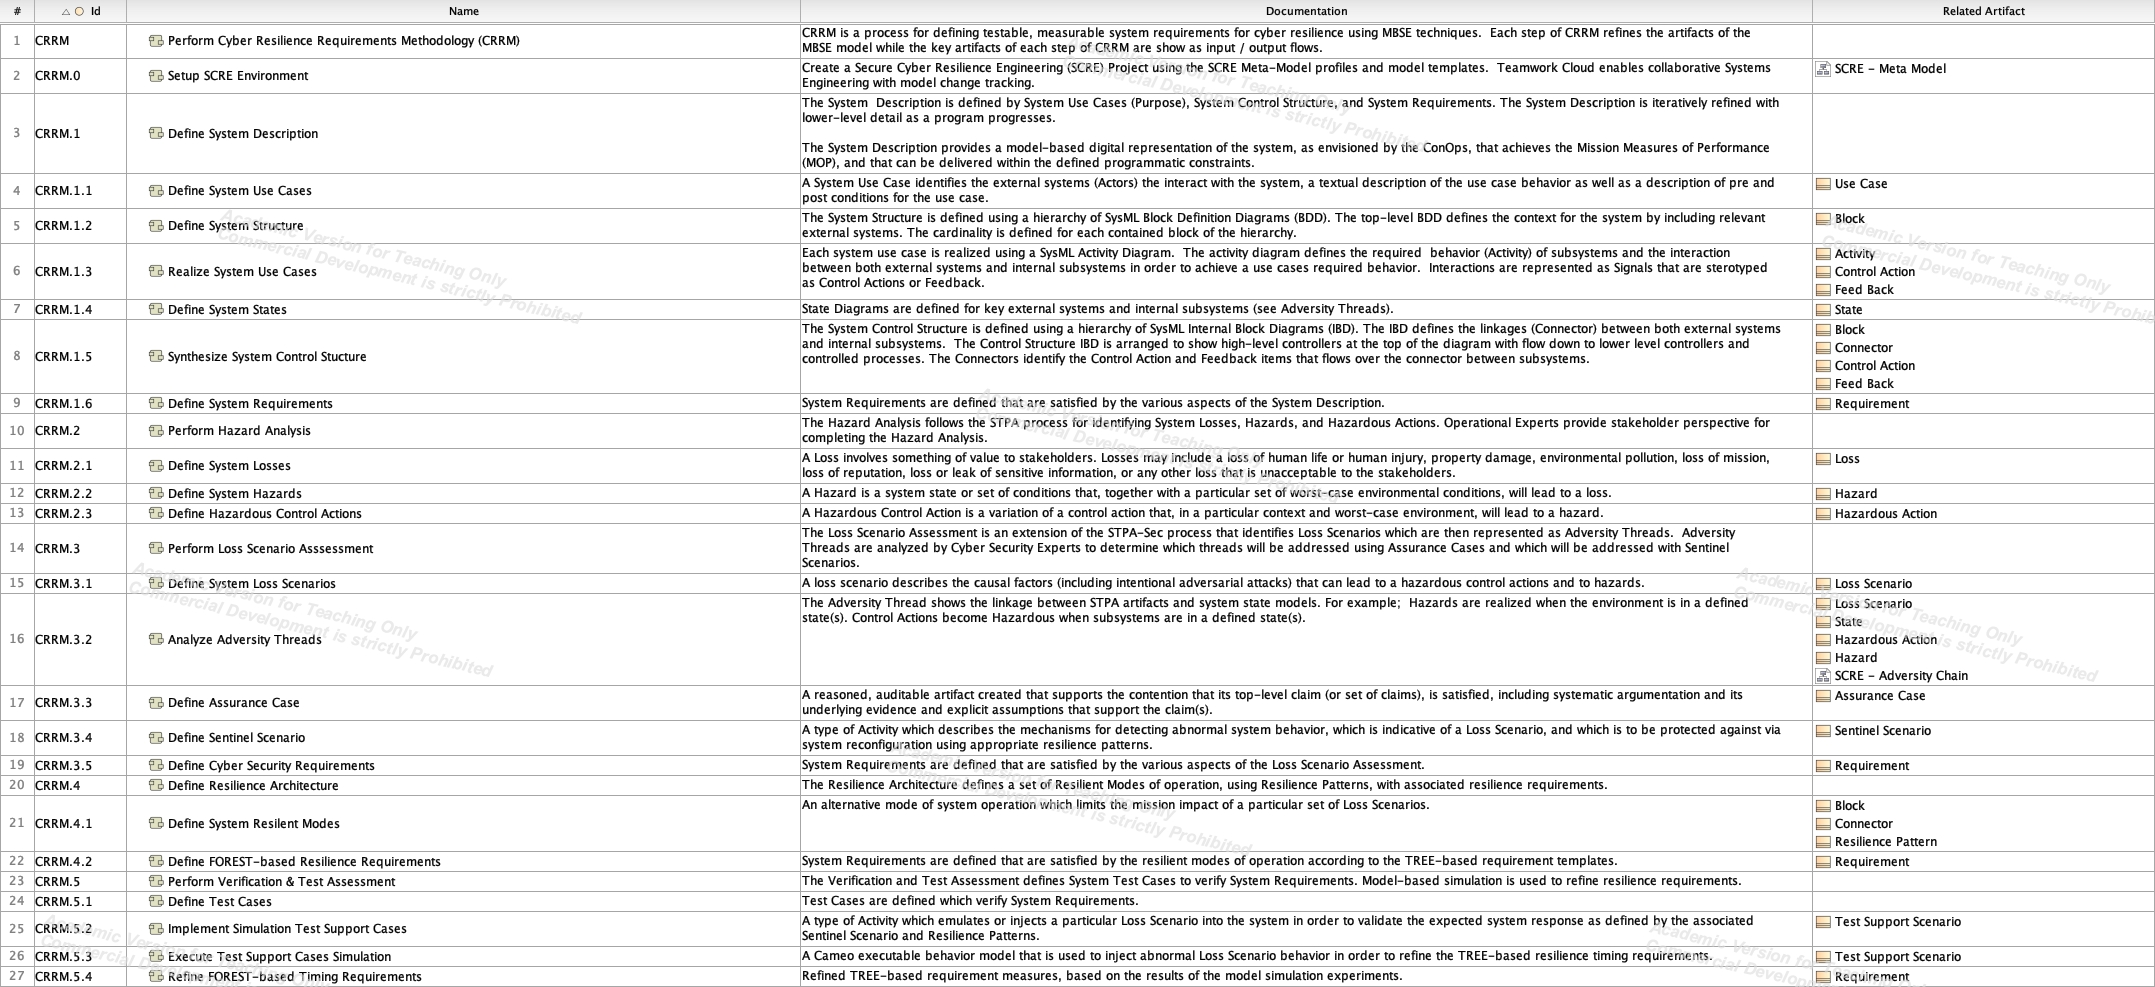 # Id Name Documentation Related Artifact
1 CRRM Perform Cyber Resilience Requirements Methodology (CRRM) CRRM is a process for defining testable, measurable system requirements for cyber resilience using MBSE techniques.  Each step of CRRM refines the artifacts of the
MBSE model while the key artifacts of each step of CRRM are show as input / output flows.
2 CRRM.0 Setup SCRE Environment Create a Secure Cyber Resilience Engineering (SCRE) Project using the SCRE Meta-Model profiles and model templates.  Teamwork Cloud enables collaborative Systems
Engineering with model change tracking.
SCRE - Meta Model
3 CRRM.1 Define System Description The System  Description is defined by System Use Cases (Purpose), System Control Structure, and System Requirements. The System Description is iteratively refined with
lower-level detail as a program progresses.
The System Description provides a model-based digital representation of the system, as envisioned by the ConOps, that achieves the Mission Measures of Performance
(MOP), and that can be delivered within the defined programmatic constraints.
4 CRRM.1.1 Define System Use Cases A System Use Case identifies the external systems (Actors) the interact with the system, a textual description of the use case behavior as well as a description of pre and
post conditions for the use case.
Use Case
5 CRRM.1.2 Define System Structure The System Structure is defined using a hierarchy of SysML Block Definition Diagrams (BDD). The top-level BDD defines the context for the system by including relevant
external systems. The cardinality is defined for each contained block of the hierarchy.
Block
6 CRRM.1.3 Realize System Use Cases Each system use case is realized using a SysML Activity Diagram.  The activity diagram defines the required  behavior (Activity) of subsystems and the interaction
between both external systems and internal subsystems in order to achieve a use cases required behavior.  Interactions are represented as Signals that are sterotyped
as Control Actions or Feedback.
Activity
Control Action
Feed Back
7 CRRM.1.4 Define System States State Diagrams are defined for key external systems and internal subsystems (see Adversity Threads). State
8 CRRM.1.5 Synthesize System Control Stucture The System Control Structure is defined using a hierarchy of SysML Internal Block Diagrams (IBD). The IBD defines the linkages (Connector) between both external systems
and internal subsystems.  The Control Structure IBD is arranged to show high-level controllers at the top of the diagram with flow down to lower level controllers and
controlled processes. The Connectors identify the Control Action and Feedback items that flows over the connector between subsystems.
Block
Connector
Control Action
Feed Back
9 CRRM.1.6 Define System Requirements System Requirements are defined that are satisfied by the various aspects of the System Description. Requirement
10 CRRM.2 Perform Hazard Analysis The Hazard Analysis follows the STPA process for identifying System Losses, Hazards, and Hazardous Actions. Operational Experts provide stakeholder perspective for
completing the Hazard Analysis.
11 CRRM.2.1 Define System Losses A Loss involves something of value to stakeholders. Losses may include a loss of human life or human injury, property damage, environmental pollution, loss of mission,
loss of reputation, loss or leak of sensitive information, or any other loss that is unacceptable to the stakeholders.
Loss
12 CRRM.2.2 Define System Hazards A Hazard is a system state or set of conditions that, together with a particular set of worst-case environmental conditions, will lead to a loss. Hazard
13 CRRM.2.3 Define Hazardous Control Actions A Hazardous Control Action is a variation of a control action that, in a particular context and worst-case environment, will lead to a hazard. Hazardous Action
14 CRRM.3 Perform Loss Scenario Asssessment The Loss Scenario Assessment is an extension of the STPA-Sec process that identifies Loss Scenarios which are then represented as Adversity Threads.  Adversity
Threads are analyzed by Cyber Security Experts to determine which threads will be addressed using Assurance Cases and which will be addressed with Sentinel
Scenarios.
15 CRRM.3.1 Define System Loss Scenarios A loss scenario describes the causal factors (including intentional adversarial attacks) that can lead to a hazardous control actions and to hazards. Loss Scenario
16 CRRM.3.2 Analyze Adversity Threads The Adversity Thread shows the linkage between STPA artifacts and system state models. For example;  Hazards are realized when the environment is in a defined
state(s). Control Actions become Hazardous when subsystems are in a defined state(s).
Loss Scenario
State
Hazardous Action
Hazard
SCRE - Adversity Chain
17 CRRM.3.3 Define Assurance Case A reasoned, auditable artifact created that supports the contention that its top-level claim (or set of claims), is satisfied, including systematic argumentation and its
underlying evidence and explicit assumptions that support the claim(s).
Assurance Case
18 CRRM.3.4 Define Sentinel Scenario A type of Activity which describes the mechanisms for detecting abnormal system behavior, which is indicative of a Loss Scenario, and which is to be protected against via
system reconfiguration using appropriate resilience patterns.
Sentinel Scenario
19 CRRM.3.5 Define Cyber Security Requirements System Requirements are defined that are satisfied by the various aspects of the Loss Scenario Assessment. Requirement
20 CRRM.4 Define Resilience Architecture The Resilience Architecture defines a set of Resilient Modes of operation, using Resilience Patterns, with associated resilience requirements.
21 CRRM.4.1 Define System Resilent Modes An alternative mode of system operation which limits the mission impact of a particular set of Loss Scenarios.
Block
Connector
Resilience Pattern
22 CRRM.4.2 Define FOREST-based Resilience Requirements System Requirements are defined that are satisfied by the resilient modes of operation according to the TREE-based requirement templates. Requirement
23 CRRM.5 Perform Verification & Test Assessment The Verification and Test Assessment defines System Test Cases to verify System Requirements. Model-based simulation is used to refine resilience requirements.
24 CRRM.5.1 Define Test Cases Test Cases are defined which verify System Requirements.
25 CRRM.5.2 Implement Simulation Test Support Cases A type of Activity which emulates or injects a particular Loss Scenario into the system in order to validate the expected system response as defined by the associated
Sentinel Scenario and Resilience Patterns.
Test Support Scenario
26 CRRM.5.3 Execute Test Support Cases Simulation A Cameo executable behavior model that is used to inject abnormal Loss Scenario behavior in order to refine the TREE-based resilience timing requirements. Test Support Scenario
27 CRRM.5.4 Refine FOREST-based Timing Requirements Refined TREE-based requirement measures, based on the results of the model simulation experiments. Requirement
Academic Version for Teaching Only
Commercial Development is strictly Prohibited